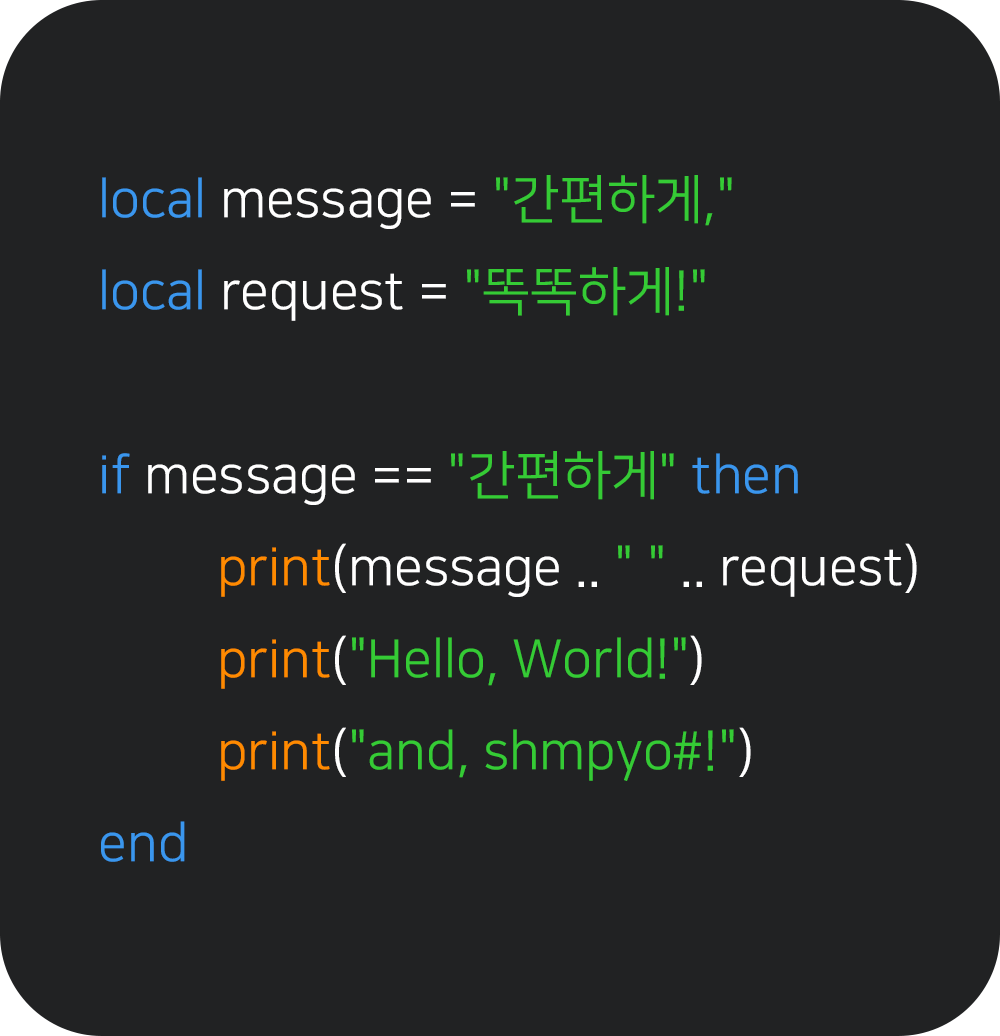 local message = "간편하게,"
local request = "똑똑하게!"
if message == "간편하게" then
print(message .. " " .. request)
print("Hello, World!")
print("and, shmpyo#!")
end